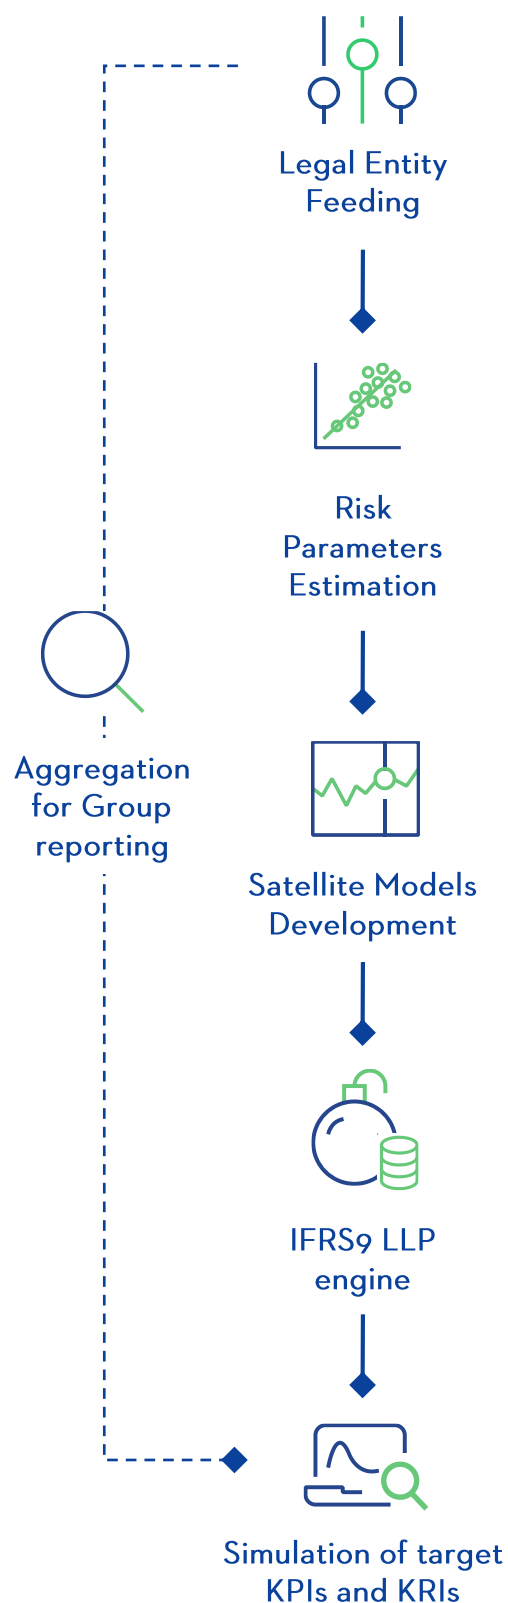 Legal Entity
Feeding
Risk
Parameters
Estimation
Aggregation
for Group
reporting
Satellite Models
Development
IFRS9 LLP
engine
Simulation of target
KPIs and KRIs